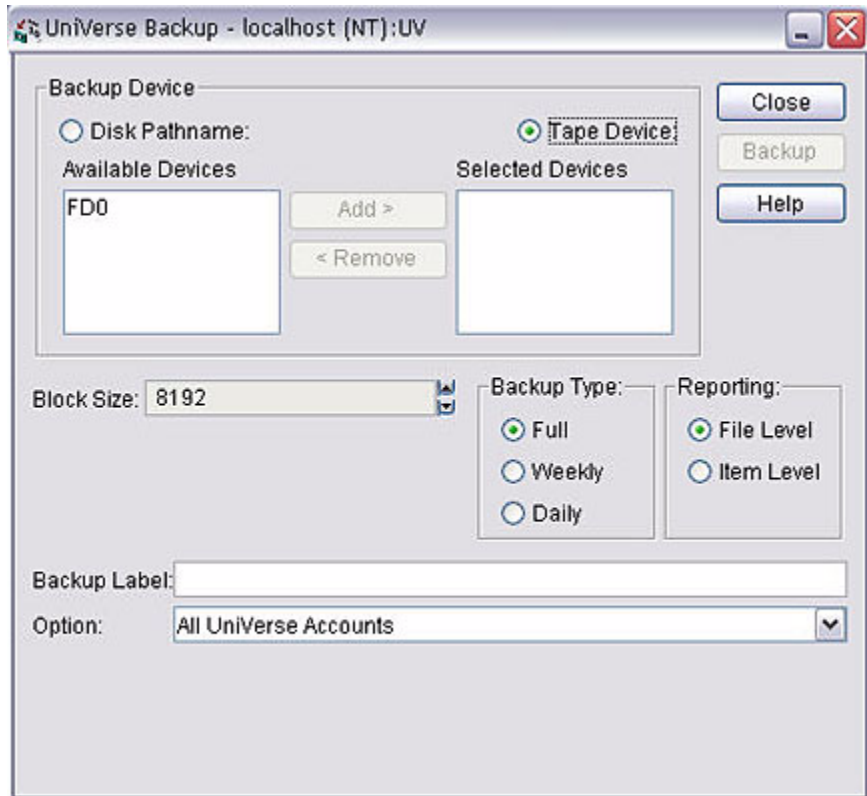 UniVerse Backup - localhost (NT):UV
Backup Device
Disk Pathname:
Tape Device:
Available Devices
Selected Devices
FD0
Add >
< Remove
Close
Backup
Help
Block Size: 8192
Backup Type:
Full
Weekly
Daily
Reporting:
File Level
Item Level
Backup Label:
Option: All UniVerse Accounts